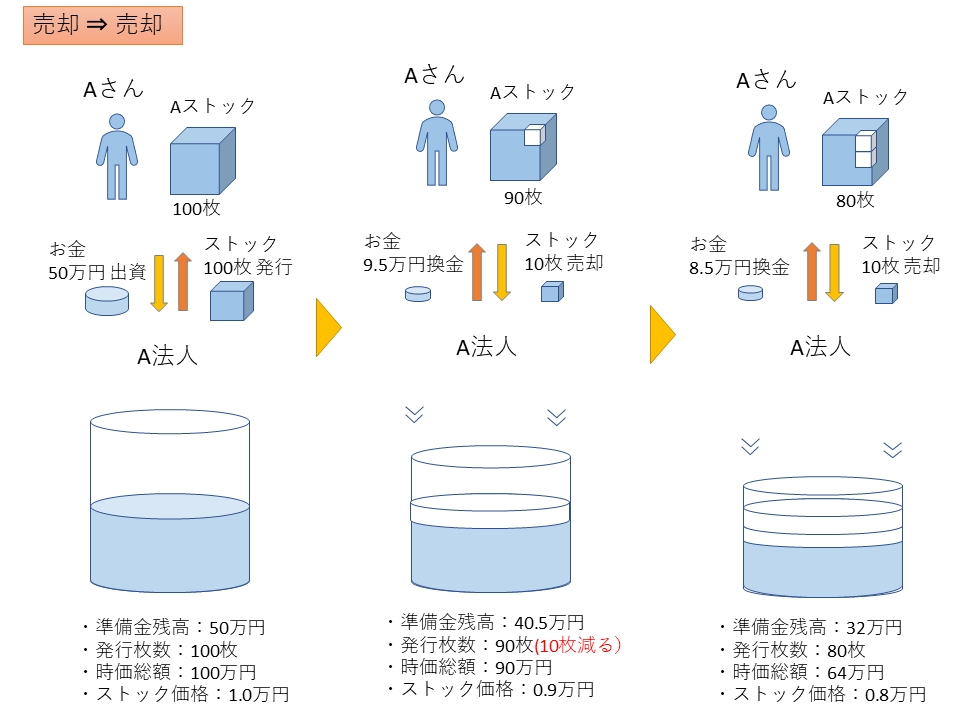 売却 ⇒ 売却
Aさん
Aストック
100枚
お金
50万円 出資
ストック
100枚 発行
A法人
・準備金残高：50万円
・発行枚数：100枚
・時価総額：100万円
・ストック価格：1.0万円
Aさん
Aストック
90枚
お金
9.5万円換金
ストック
10枚 売却
A法人
・準備金残高：40.5万円
・発行枚数：90枚(10枚減る）
・時価総額：90万円
・ストック価格：0.9万円
Aさん
Aストック
80枚
お金
8.5万円換金
ストック
10枚 売却
A法人
・準備金残高：32万円
・発行枚数：80枚
・時価総額：64万円
・ストック価格：0.8万円